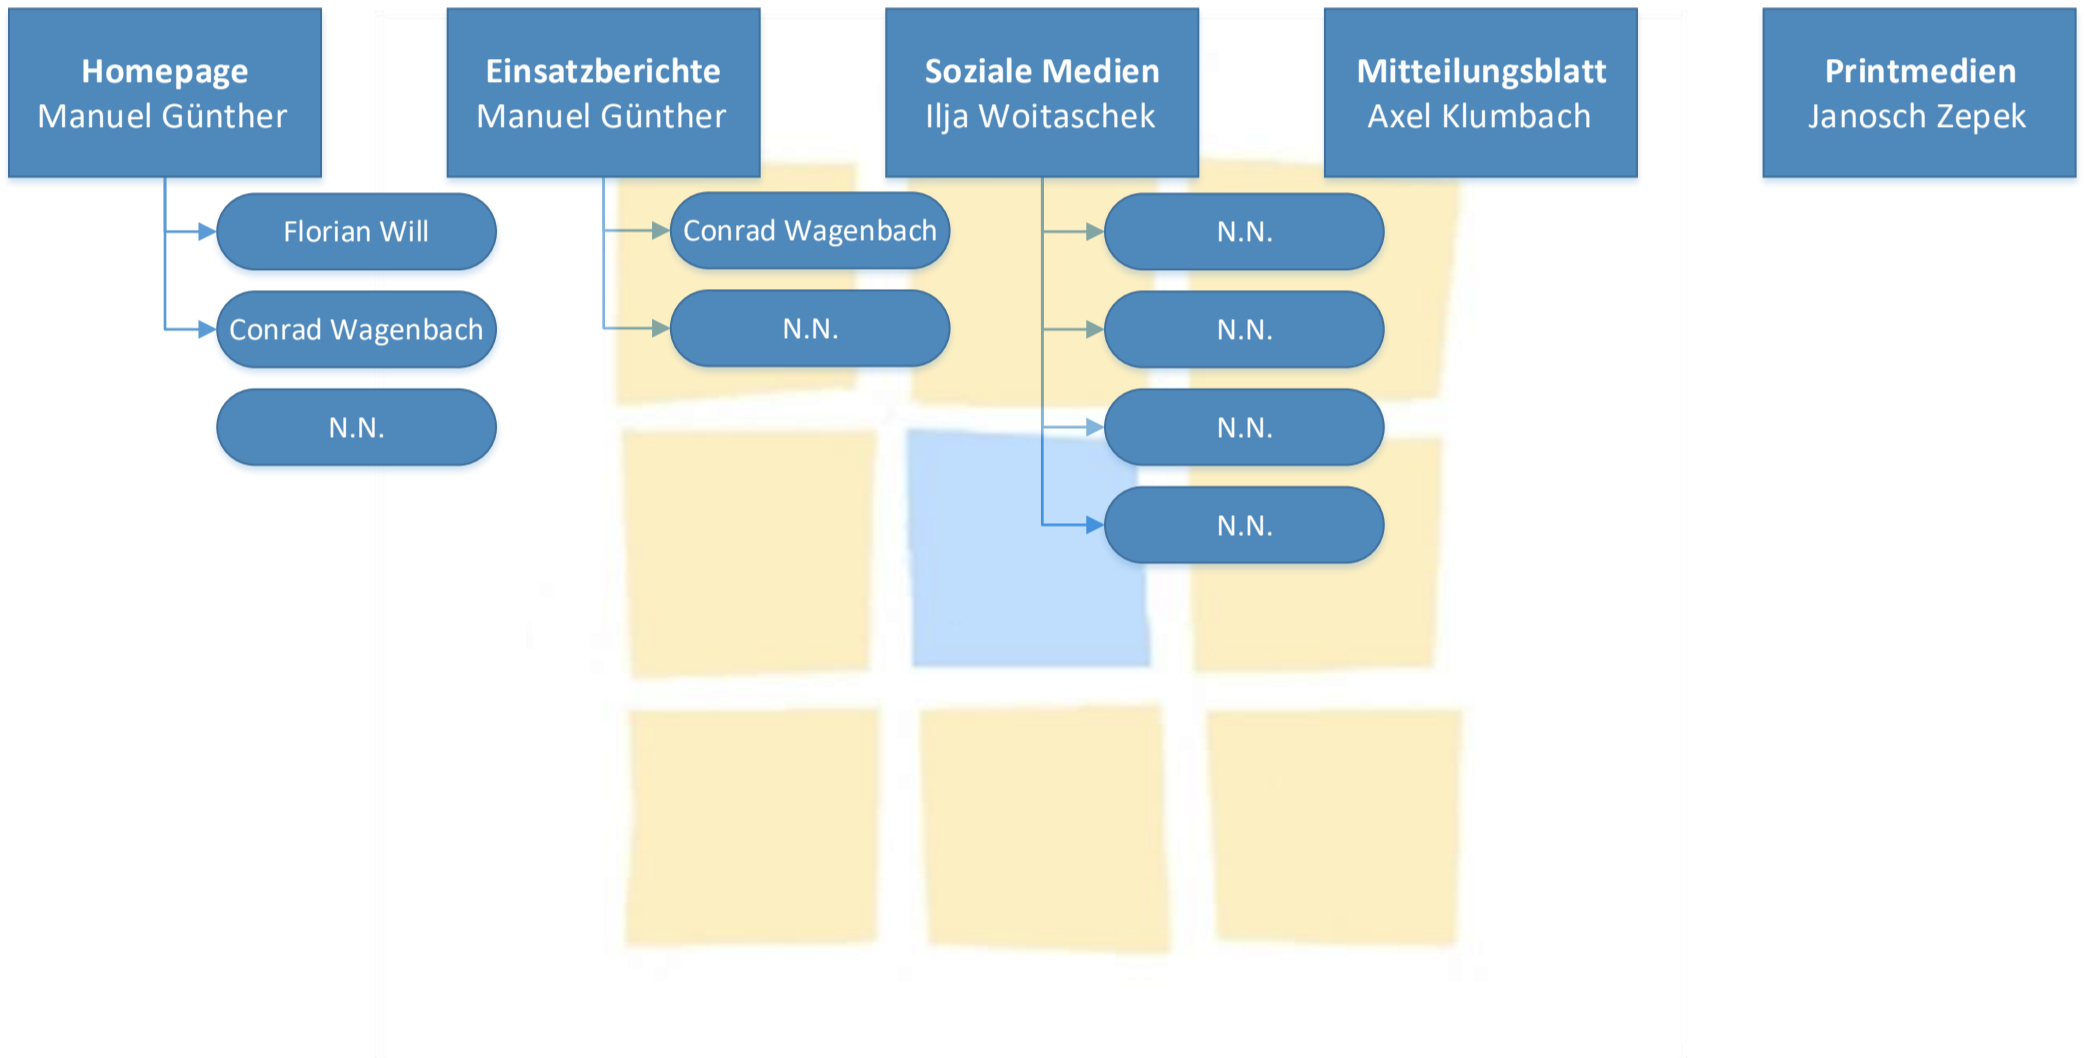 Homepage
Manuel Günther
Florian Will
Conrad Wagenbach
N.N.
Einsatzberichte
Manuel Günther
Conrad Wagenbach
N.N.
Soziale Medien
Ilja Woitaschek
N.N.
N.N.
N.N.
N.N.
Mitteilungsblatt
Axel Klumbach
Printmedien
Janosch Zepek